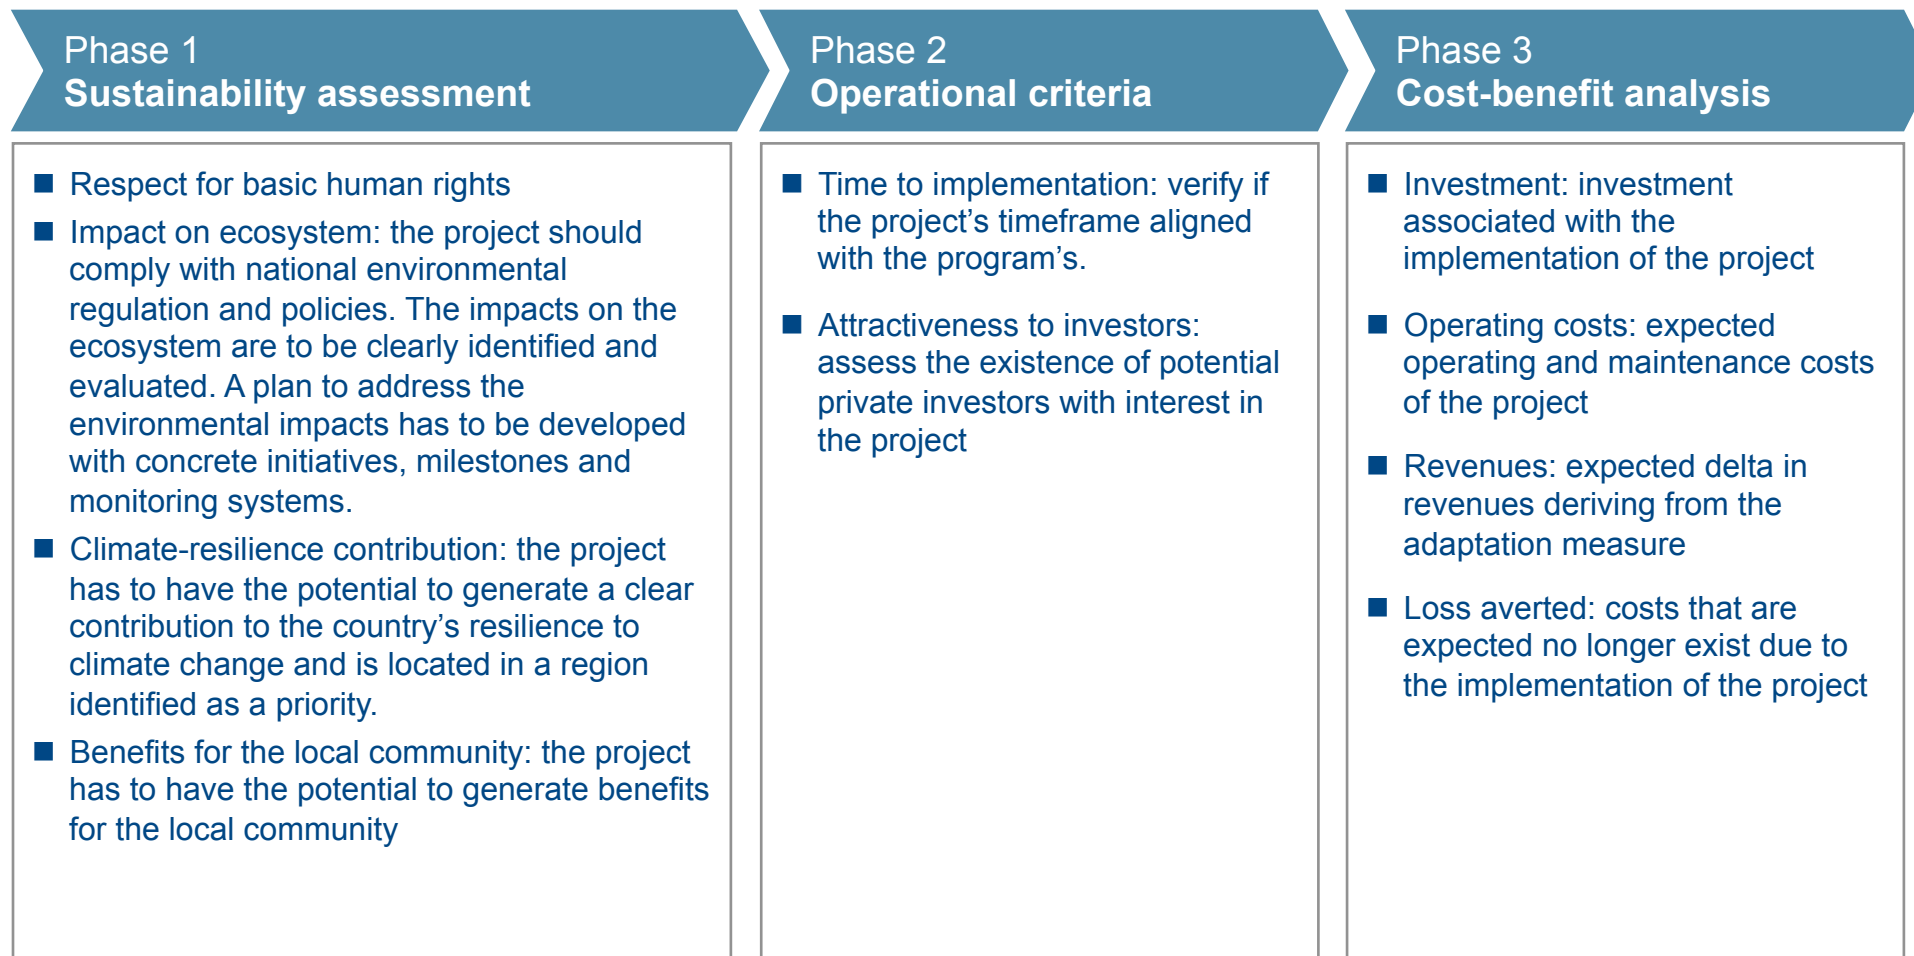 Phase 1
Sustainability assessment
■ Respect for basic human rights
■ Impact on ecosystem: the project should
comply with national environmental
regulation and policies. The impacts on the
ecosystem are to be clearly identified and
evaluated. A plan to address the
environmental impacts has to be developed
with concrete initiatives, milestones and
monitoring systems.
■ Climate-resilience contribution: the project
has to have the potential to generate a clear
contribution to the country's resilience to
climate change and is located in a region
identified as a priority.
■ Benefits for the local community: the project
has to have the potential to generate benefits
for the local community
Phase 2
Operational criteria
■ Time to implementation: verify if
the project's timeframe aligned
with the program's.
■ Attractiveness to investors:
assess the existence of potential
private investors with interest in
the project
Phase 3
Cost-benefit analysis
■ Investment: investment
associated with the
implementation of the project
■ Operating costs: expected
operating and maintenance costs
of the project
■ Revenues: expected delta in
revenues deriving from the
adaptation measure
■ Loss averted: costs that are
expected no longer exist due to
the implementation of the project